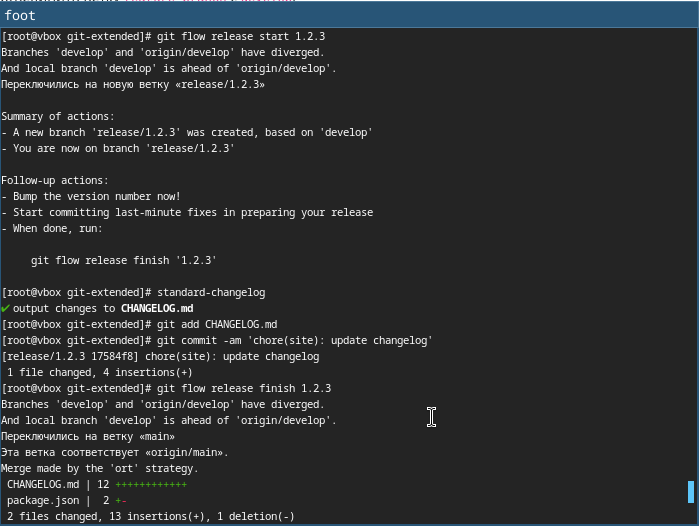 foot
[root@vbox git-extended]# git flow release start 1.2.3
Branches 'develop' and 'origin/develop' have diverged.
And local branch 'develop' is ahead of 'origin/develop'.
Переключились на новую ветку «release/1.2.3»
Summary of actions:
- A new branch 'release/1.2.3' was created, based on 'develop'
- You are now on branch 'release/1.2.3'
Follow-up actions:
- Bump the version number now!
- Start committing last-minute fixes in preparing your release
- When done, run:
git flow release finish '1.2.3'
[root@vbox git-extended]# standard-changelog
✔ output changes to CHANGELOG.md
[root@vbox git-extended]# git add CHANGELOG.md
[root@vbox git-extended]# git commit -am 'chore(site): update changelog'
[release/1.2.3 17584f8] chore(site): update changelog
1 file changed, 4 insertions(+)
[root@vbox git-extended]# git flow release finish 1.2.3
Branches 'develop' and 'origin/develop' have diverged.
And local branch 'develop' is ahead of 'origin/develop'.
Переключились на ветку «main»
Эта ветка соответствует «origin/main».
Merge made by the 'ort' strategy.
CHANGELOG.md | 12 ++++++++++++
package.json |  2 +-
2 files changed, 13 insertions(+), 1 deletion(-)